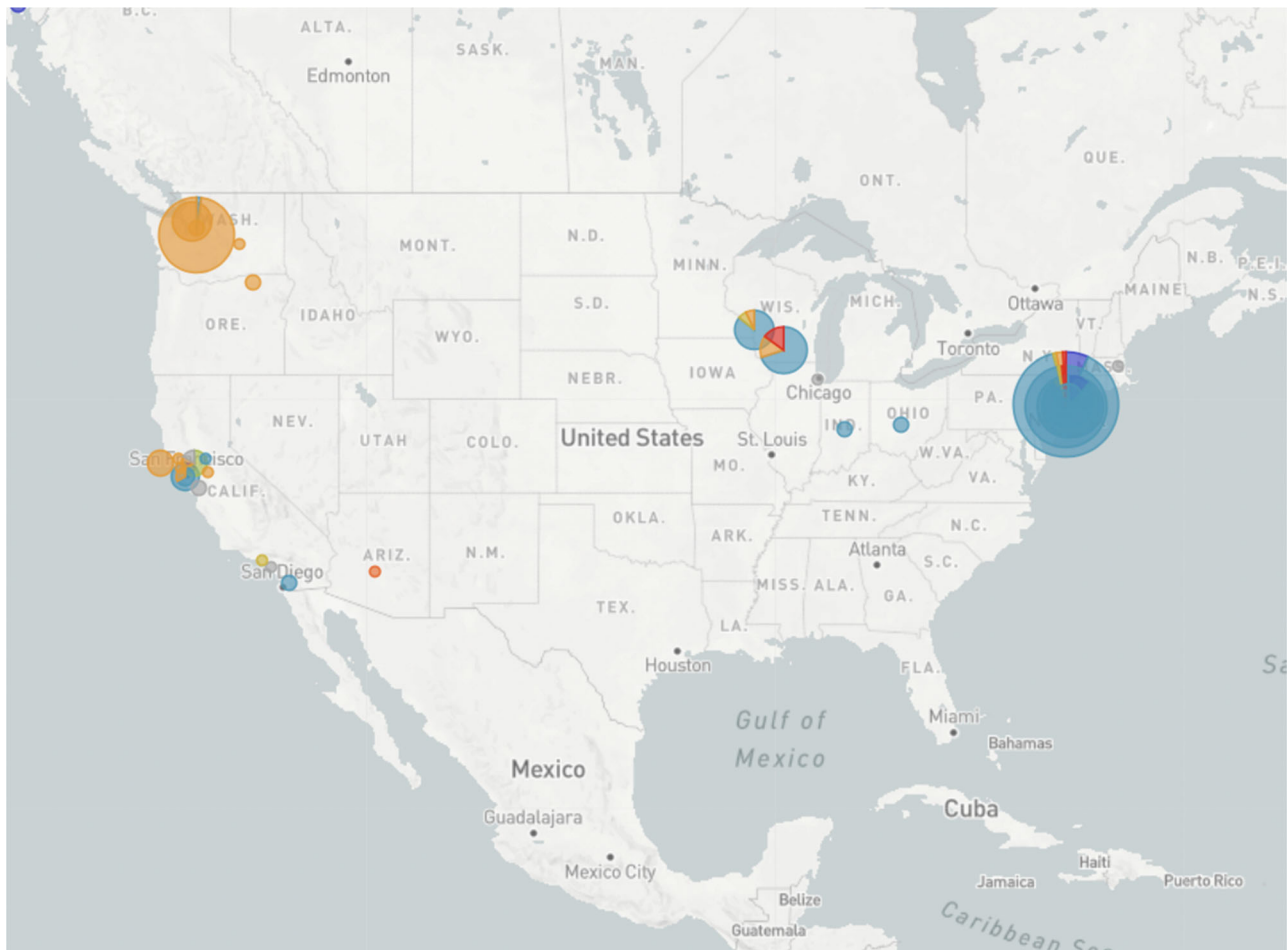 B.C.
ALTA.
SASK.
MAN.
Edmonton
ONT.
QUE.
WASH.
MONT.
N.D.
MINN.
N.B.
P.E.I.
ORE.
IDAHO
S.D.
WIS.
MICH.
Ottawa
MAINE
N.S.
WYO.
Toronto
VT.
N.Y.
MASS.
NEBR.
IOWA
Chicago
PA.
NEV.
UTAH
COLO.
United States
St. Louis
IND.
OHIO
San Francisco
CALIF.
MO.
W.VA.
KY.
VA.
ARIZ.
N.M.
OKLA.
ARK.
TENN.
N.C.
Atlanta
S.C.
San Diego
MISS.
ALA.
GA.
TEX.
LA.
Houston
FLA.
Gulf of
Mexico
Miami
Bahamas
Mexico
Guadalajara
Cuba
Mexico City
Haiti
Jamaica
Puerto Rico
Belize
Guatemala
Caribbean